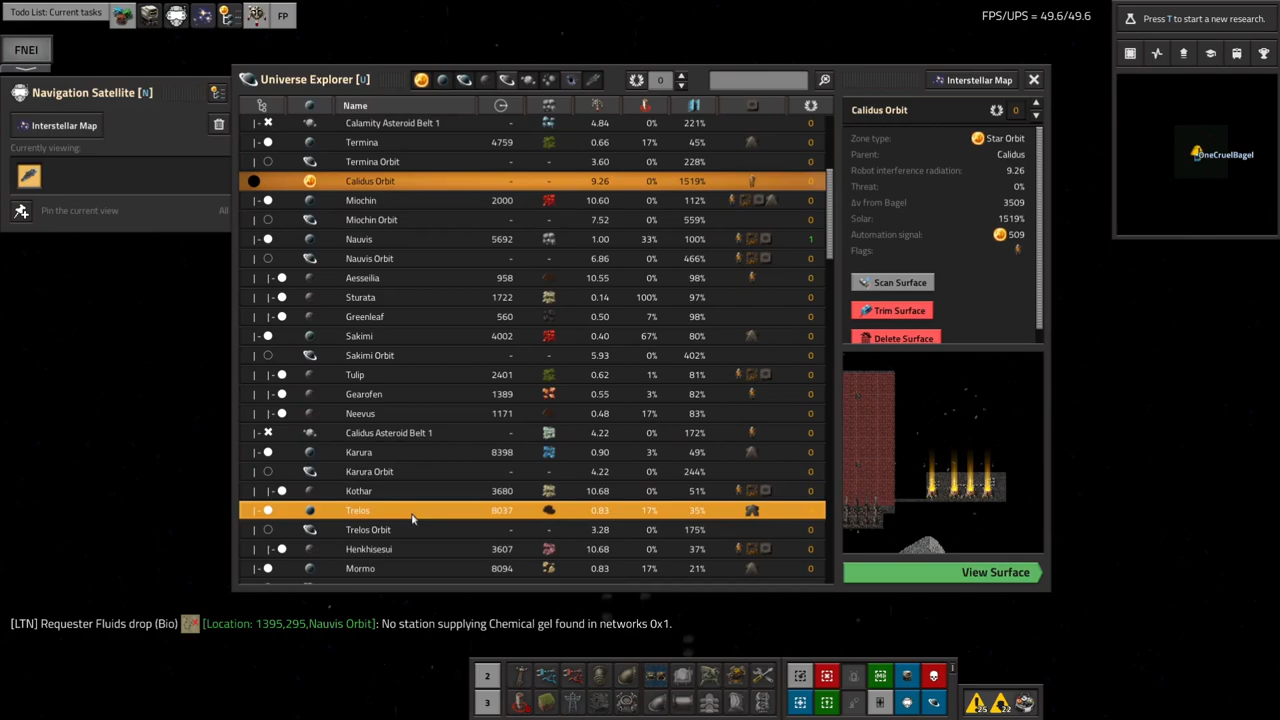 Todo List: Current tasks
FP
FPS/UPS = 49.6/49.6
Press T to start a new research.
FNEI
Navigation Satellite [N]
Interstellar Map
Currently viewing:
Pin the current view
All
Universe Explorer [U]
0
Interstellar Map
Name
Calamity Asteroid Belt 1 - 4.84 0% 221% 0
Termina 4759 0.66 17% 45% 0
Termina Orbit - - 3.60 0% 228% 0
Calidus Orbit - - 9.26 0% 1519% 0
Miochin 2000 10.60 0% 112% 0
Miochin Orbit - - 7.52 0% 559% 0
Nauvis 5692 1.00 33% 100% 1
Nauvis Orbit - - 6.86 0% 466% 0
Aesseilia 958 10.55 0% 98% 0
Sturata 1722 0.14 100% 97% 0
Greenleaf 560 0.50 7% 98% 0
Sakimi 4002 0.40 67% 80% 0
Sakimi Orbit - - 5.93 0% 402% 0
Tulip 2401 0.62 1% 81% 0
Gearofen 1389 0.55 3% 82% 0
Neevus 1171 0.48 17% 83% 0
Calidus Asteroid Belt 1 - 4.22 0% 172% 0
Karura 8398 0.90 3% 49% 0
Karura Orbit - - 4.22 0% 244% 0
Kothar 3680 10.68 0% 51% 0
Trelos 8037 0.83 17% 35% 0
Trelos Orbit - - 3.28 0% 175% 0
Henkhisesui 3607 10.68 0% 37% 0
Mormo 8094 0.83 17% 21% 0
Calidus Orbit 0
Zone type: Star Orbit
Parent: Calidus
Robot interference radiation: 9.26
Threat: 0%
Δv from Bagel 3509
Solar: 1519%
Automation signal: 509
Flags:
Scan Surface
Trim Surface
Delete Surface
View Surface
OneCruelBagel
[LTN] Requester Fluids drop (Bio) [Location: 1395,295,Nauvis Orbit]: No station supplying Chemical gel found in networks 0x1.
2
3
25
22